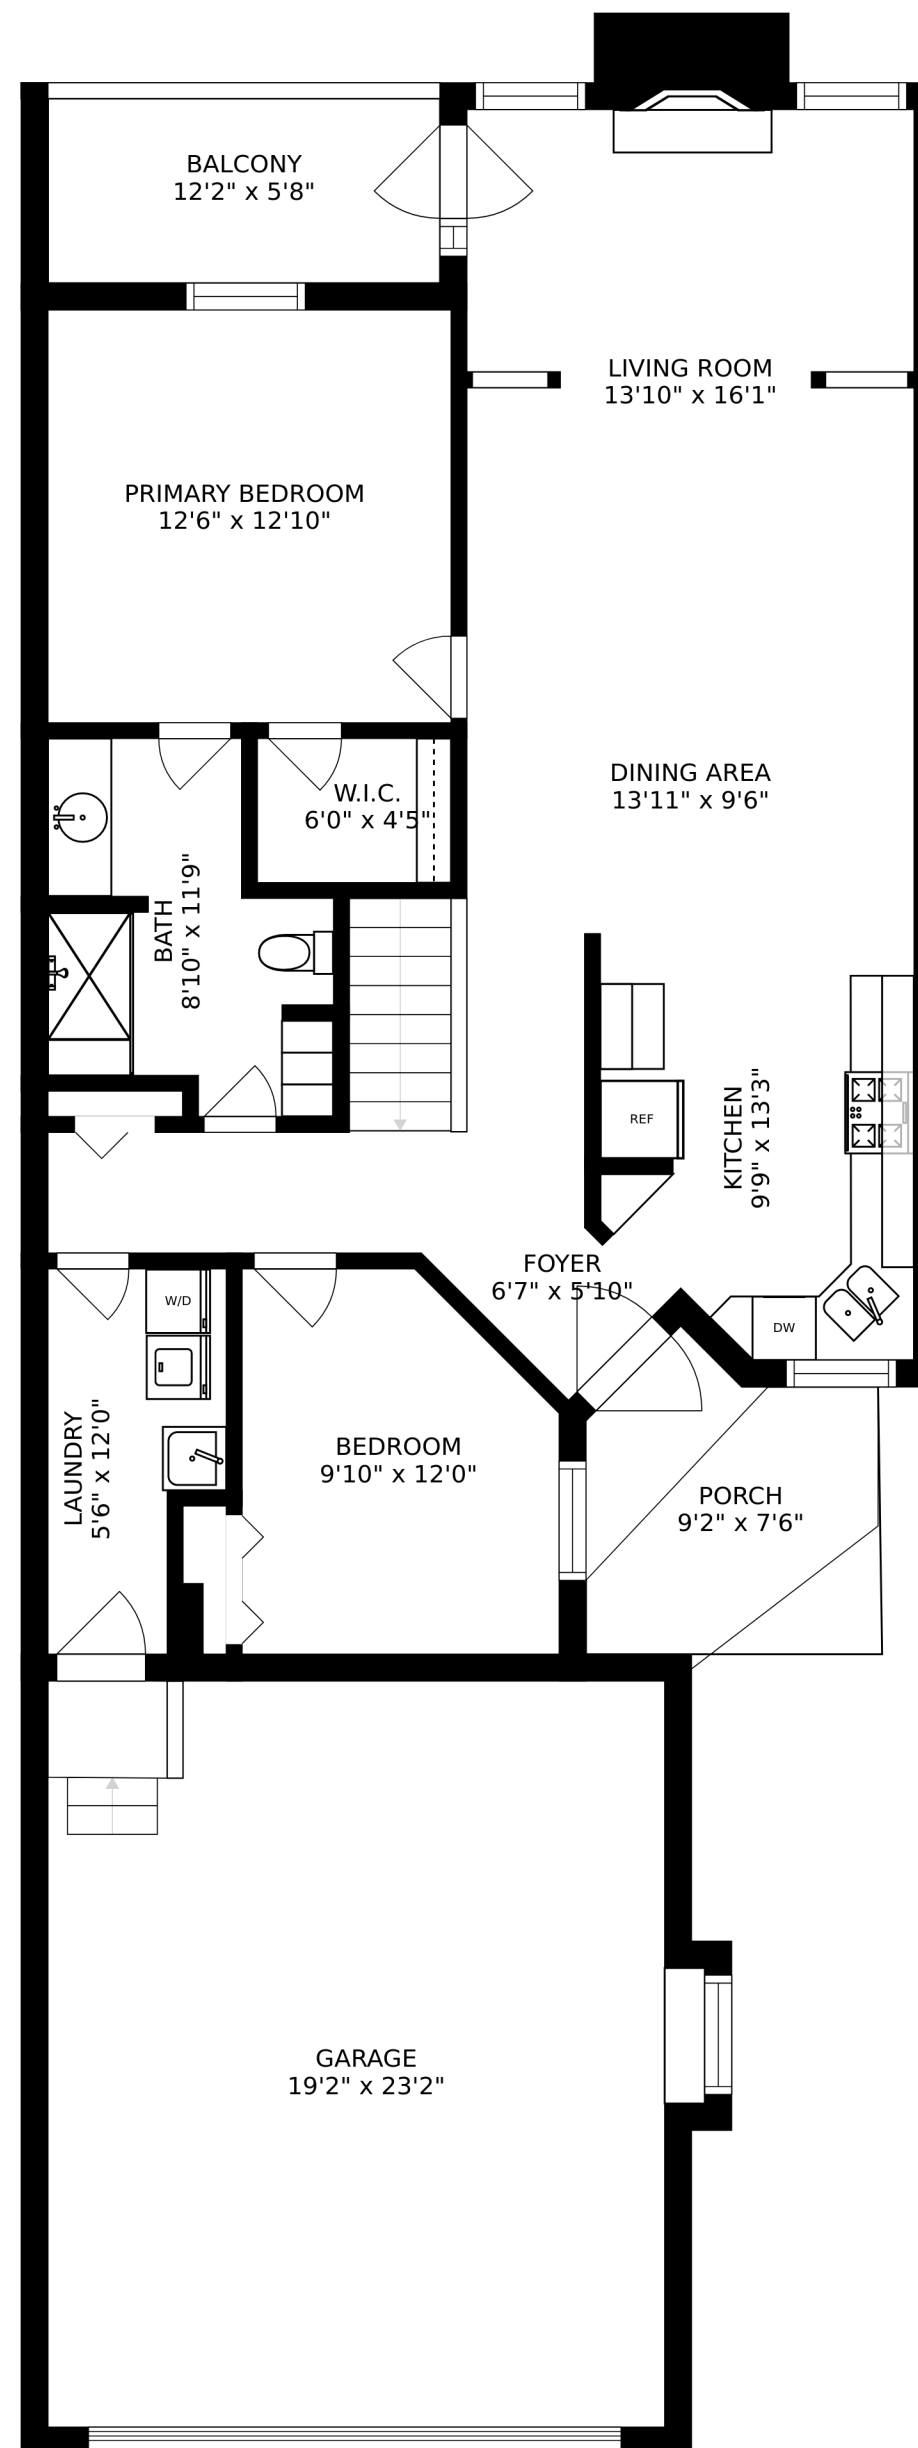 BALCONY
12'2" x 5'8"
LIVING ROOM
13'10" x 16'1"
PRIMARY BEDROOM
12'6" x 12'10"
DINING AREA
13'11" x 9'6"
W.I.C.
6'0" x 4'5"
BATH
8'10" x 11'9"
REF
KITCHEN
9'9" x 13'3"
FOYER
6'7" x 5'10"
W/D
DW
LAUNDRY
5'6" x 12'0"
BEDROOM
9'10" x 12'0"
PORCH
9'2" x 7'6"
GARAGE
19'2" x 23'2"